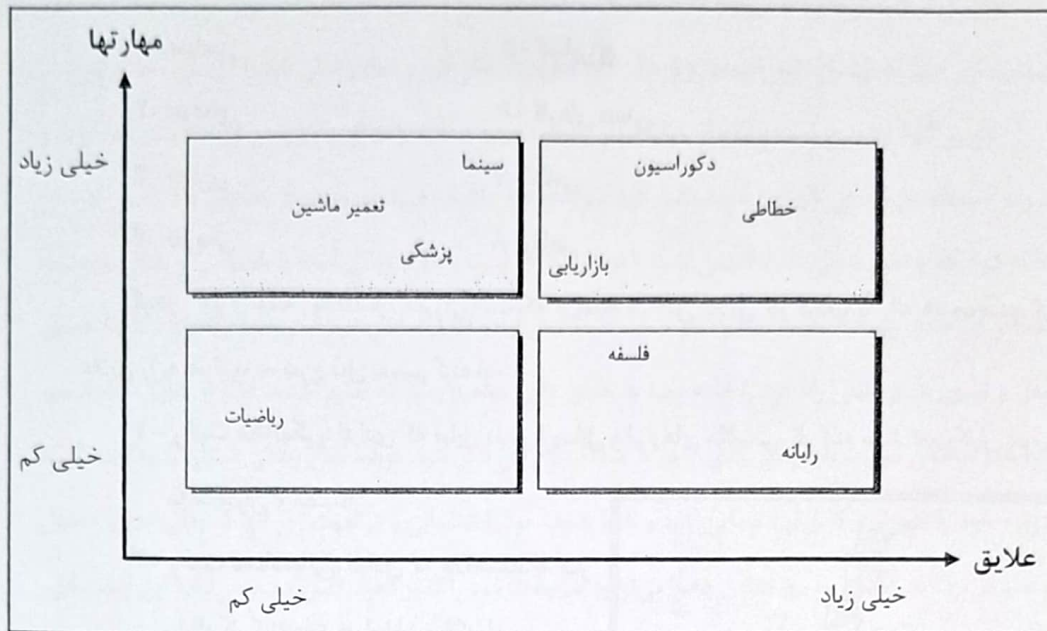 مهارتها
خیلی زیاد
سینما
تعمیر ماشین
پزشکی
دکوراسیون
خطاطی
بازاریابی
ریاضیات
فلسفه
رایانه
خیلی کم
علایق
خیلی کم
خیلی زیاد